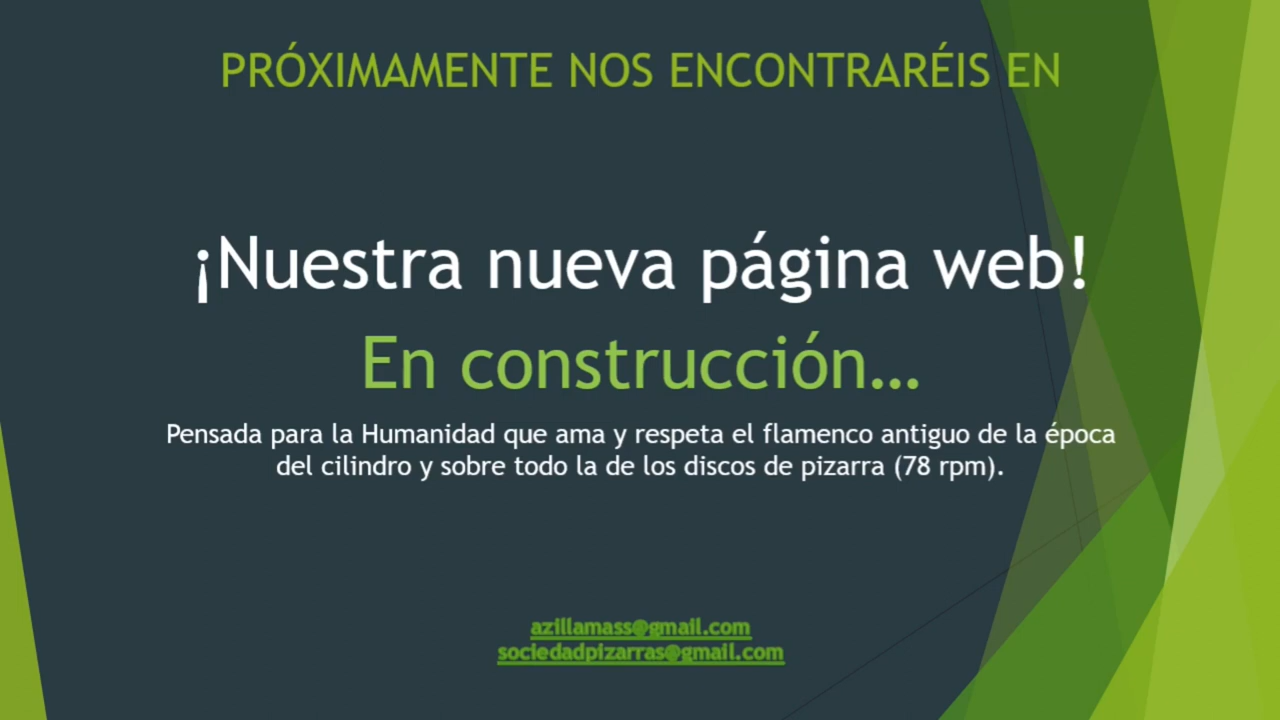 PRÓXIMAMENTE NOS ENCONTRARÉIS EN
¡Nuestra nueva página web!
En construcción…
Pensada para la Humanidad que ama y respeta el flamenco antiguo de la época
del cilindro y sobre todo la de los discos de pizarra (78 rpm).
azillamass@gmail.com
sociedadpizarras@gmail.com